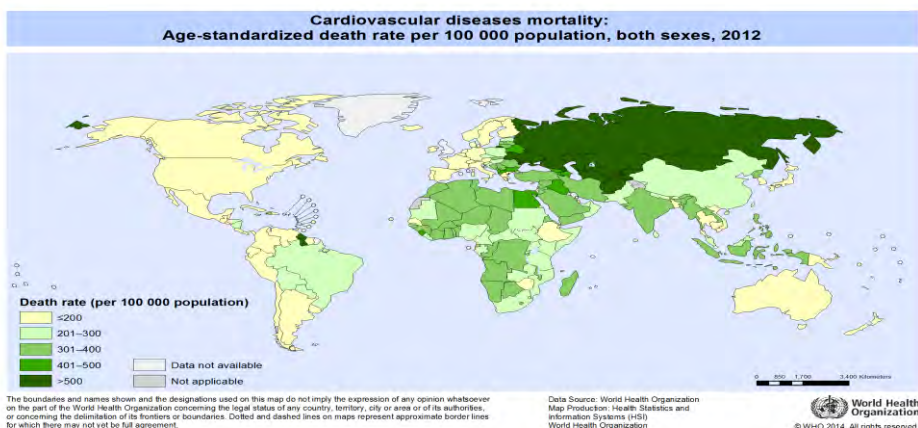 Cardiovascular diseases mortality:
Age-standardized death rate per 100 000 population, both sexes, 2012
Death rate (per 100 000 population)
≤200
201–300
301–400
401–500
>500
Data not available
Not applicable
0 850 1,700 3,400 Kilometers
The boundaries and names shown and the designations used on this map do not imply the expression of any opinion whatsoever
on the part of the World Health Organization concerning the legal status of any country, territory, city or area or of its authorities,
or concerning the delimitation of its frontiers or boundaries. Dotted and dashed lines on maps represent approximate border lines
for which there may not yet be full agreement.
Data Source: World Health Organization
Map Production: Health Statistics and
Information Systems (HSI)
World Health Organization
World Health
Organization
© WHO 2014. All rights reserved